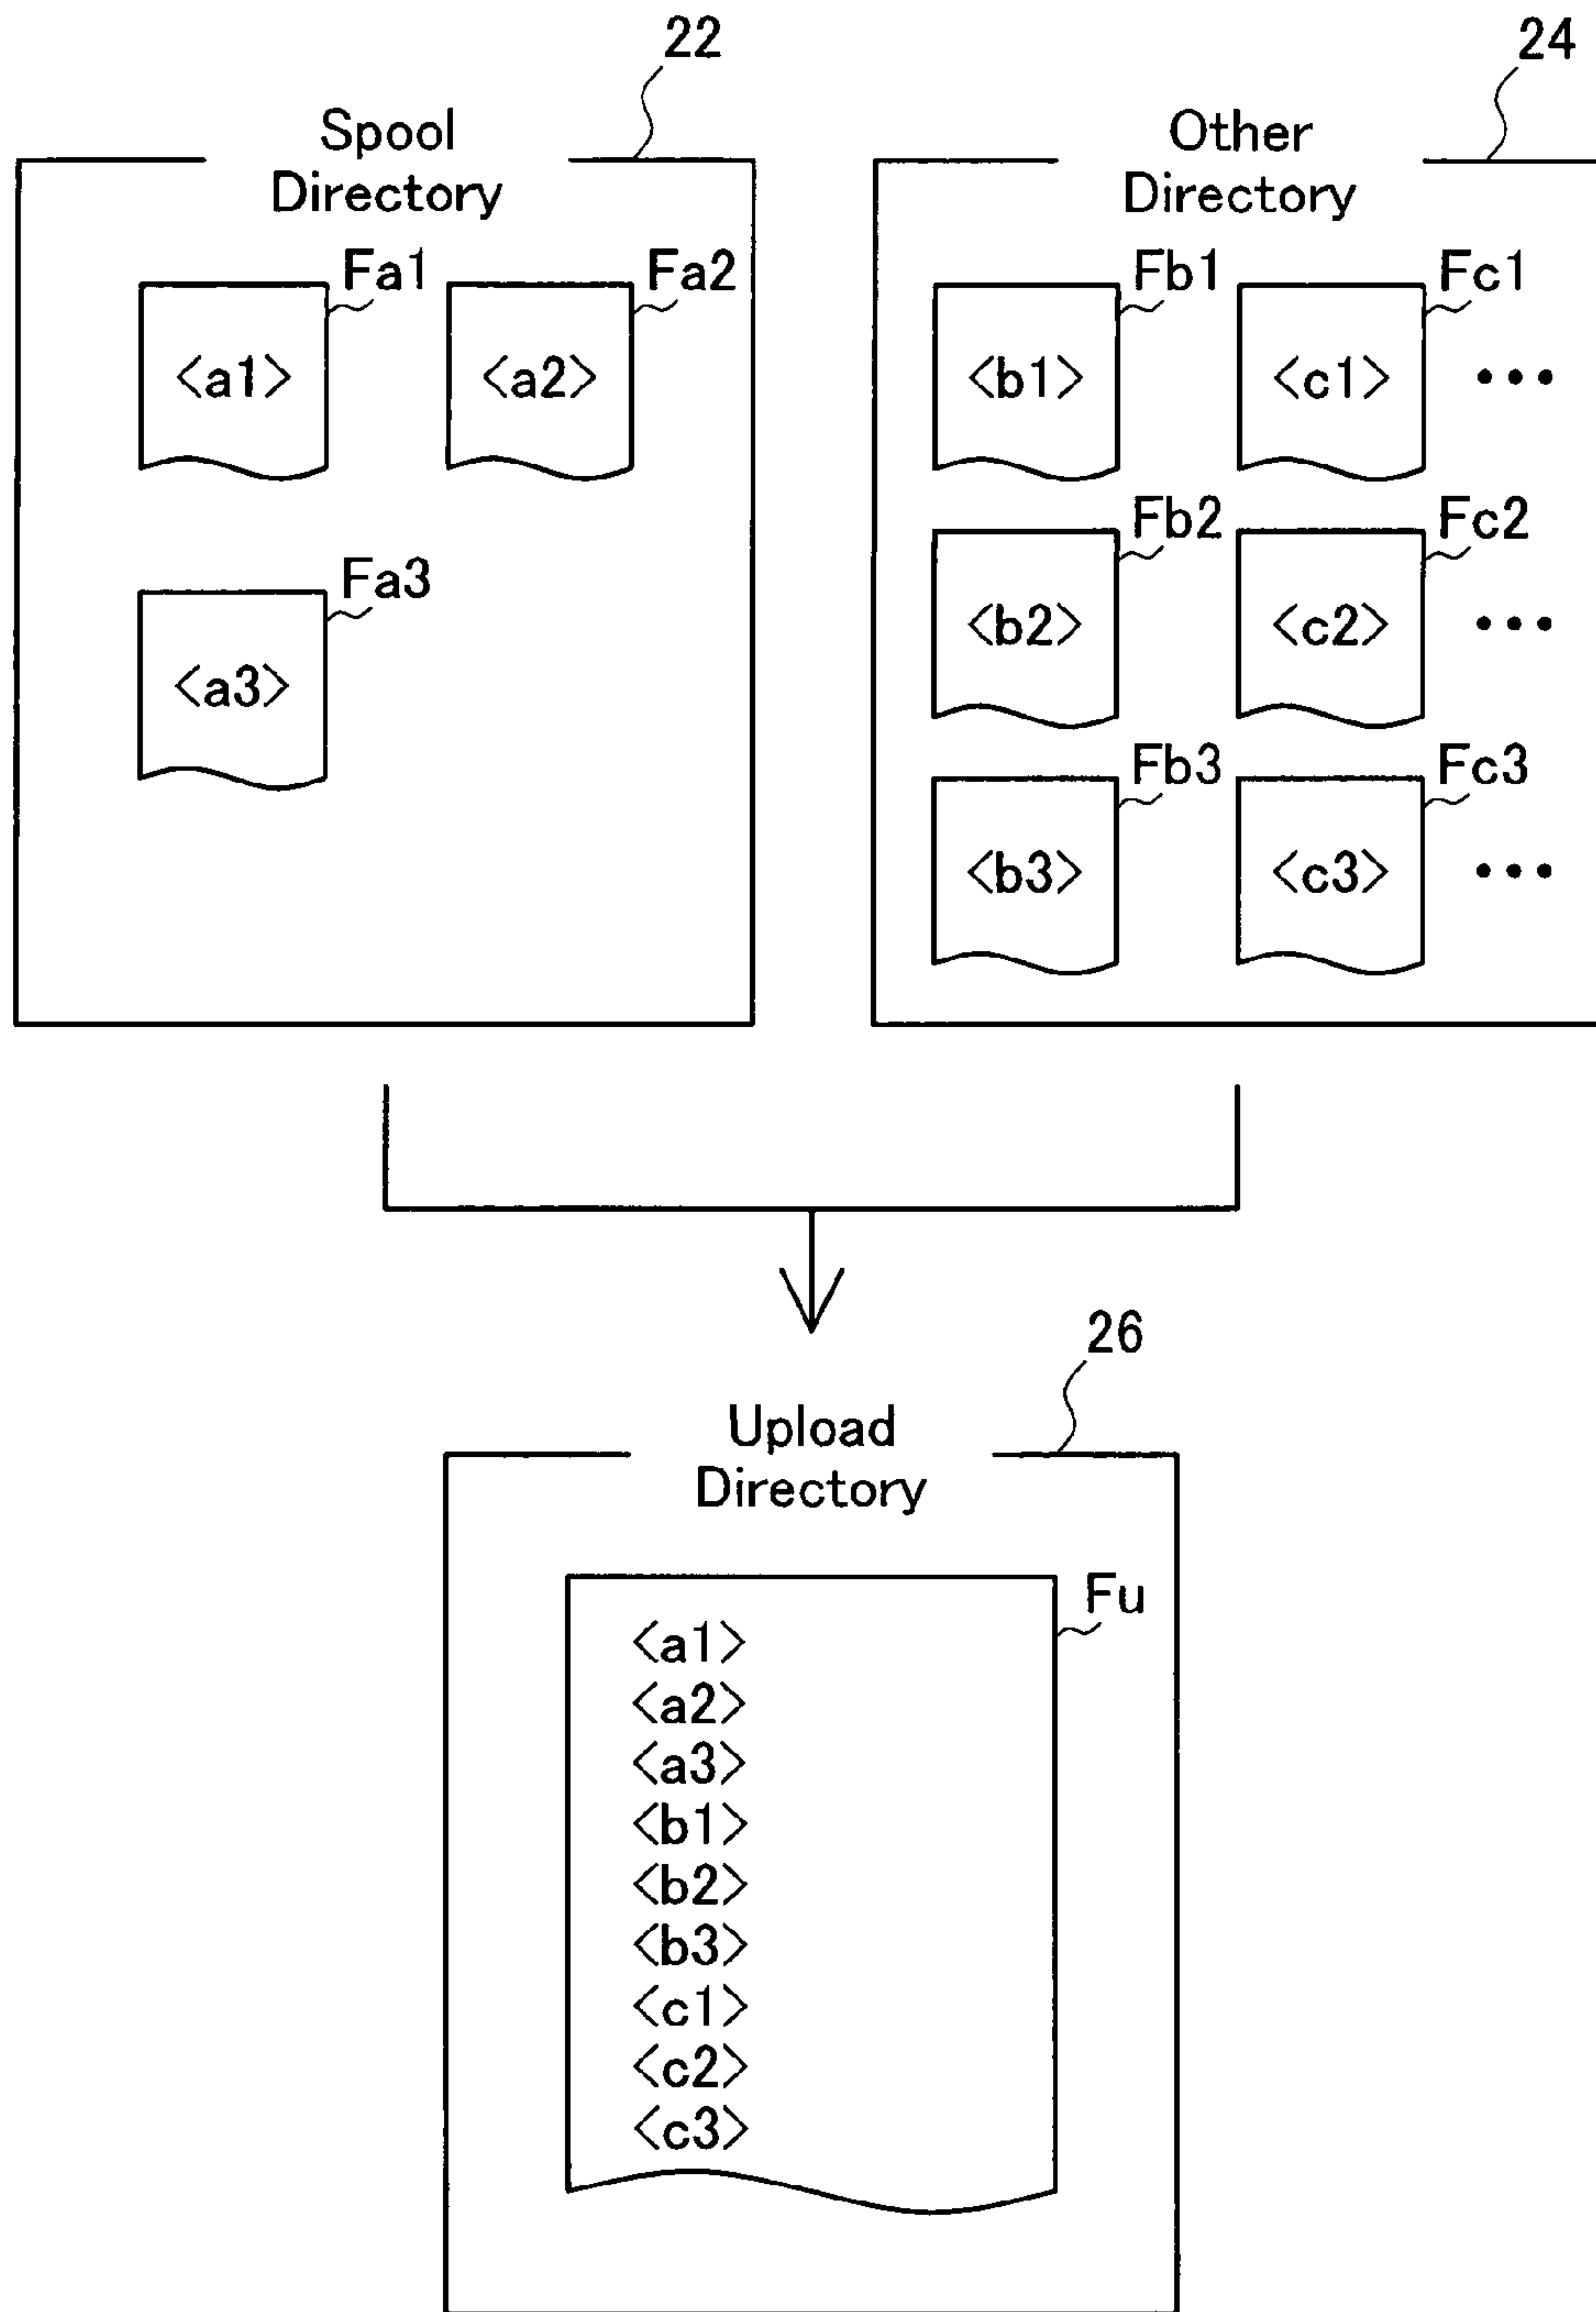 22
Spool
Directory
Fa1
Fa2
<a1>
<a2>
Fa3
<a3>
24
Other
Directory
Fb1
Fc1
<b1>
<c1>
•••
Fb2
Fc2
<b2>
<c2>
•••
Fb3
Fc3
<b3>
<c3>
•••
26
Upload
Directory
Fu
<a1>
<a2>
<a3>
<b1>
<b2>
<b3>
<c1>
<c2>
<c3>